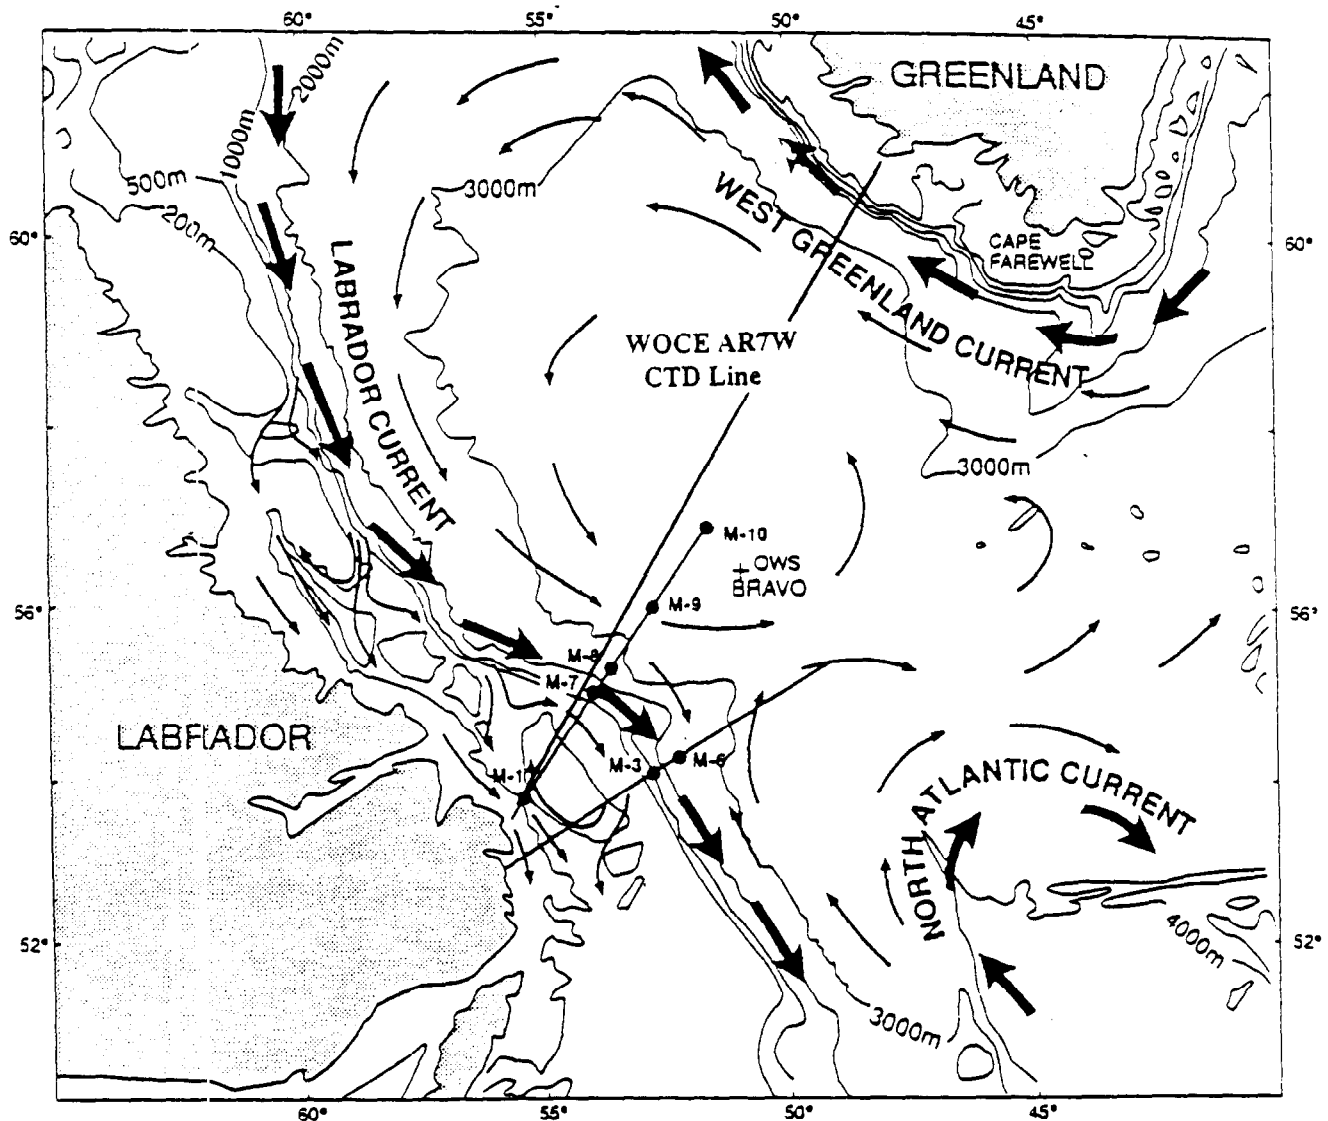 60°
55°
50°
45°
2000m
1000m
500m
200m
3000m
GREENLAND
60°
60°
CAPE
FAREWELL
WEST GREENLAND CURRENT
LABRADOR CURRENT
WOCE AR7W
CTD Line
3000m
M-10
+ OWS
BRAVO
M-9
56°
56°
M-8
M-7
LABRADOR
M-3
M-6
M-1
NORTH ATLANTIC CURRENT
52°
52°
4000m
3000m
60°
55°
50°
45°